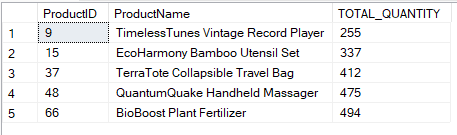 ProductID ProductName TOTAL_QUANTITY
1 9 TimelessTunes Vintage Record Player 255
2 15 EcoHarmony Bamboo Utensil Set 337
3 37 TerraTote Collapsible Travel Bag 412
4 48 QuantumQuake Handheld Massager 475
5 66 BioBoost Plant Fertilizer 494